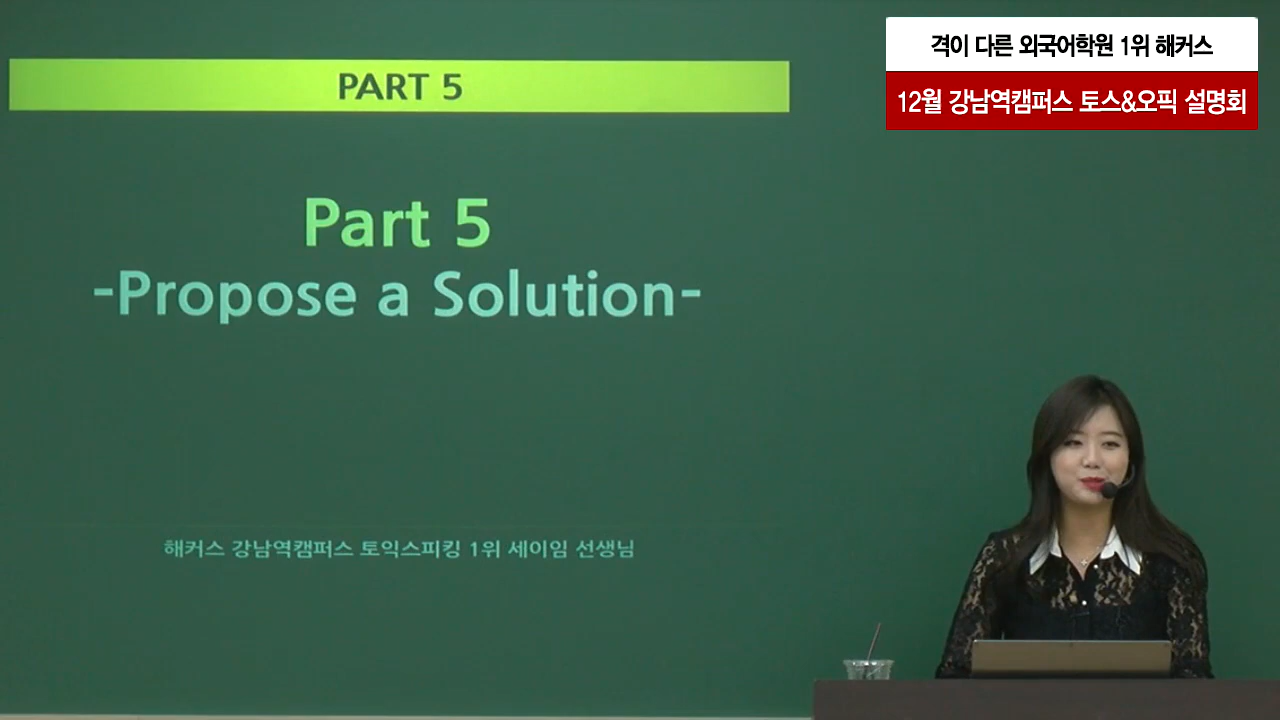 격이 다른 외국어학원 1위 해커스
12월 강남역캠퍼스 토스&오픽 설명회
PART 5
Part 5
-Propose a Solution-
해커스 강남역캠퍼스 토익스피킹 1위 세이임 선생님